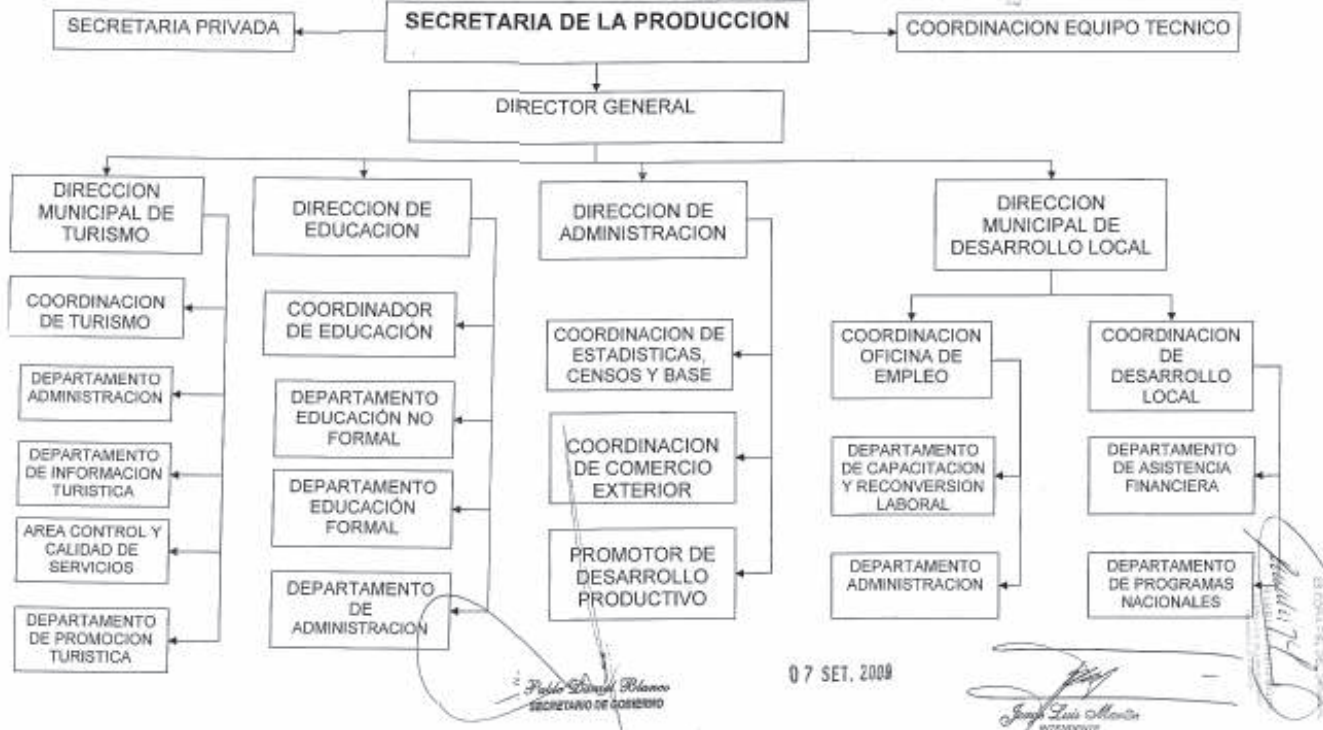 SECRETARIA PRIVADA
SECRETARIA DE LA PRODUCCION
COORDINACION EQUIPO TECNICO
DIRECTOR GENERAL
DIRECCION
MUNICIPAL DE
TURISMO
DIRECCION DE
EDUCACION
DIRECCION DE
ADMINISTRACION
DIRECCION
MUNICIPAL DE
DESARROLLO LOCAL
COORDINACION
DE TURISMO
DEPARTAMENTO
ADMINISTRACION
DEPARTAMENTO
DE INFORMACION
TURISTICA
AREA CONTROL Y
CALIDAD DE
SERVICIOS
DEPARTAMENTO
DE PROMOCION
TURISTICA
COORDINADOR
DE EDUCACIÓN
DEPARTAMENTO
EDUCACIÓN NO
FORMAL
DEPARTAMENTO
EDUCACIÓN
FORMAL
DEPARTAMENTO
DE
ADMINISTRACION
COORDINACION DE
ESTADISTICAS,
CENSOS Y BASE
COORDINACION
DE COMERCIO
EXTERIOR
PROMOTOR DE
DESARROLLO
PRODUCTIVO
COORDINACION
OFICINA DE
EMPLEO
DEPARTAMENTO
DE CAPACITACION
Y RECONVERSION
LABORAL
DEPARTAMENTO
ADMINISTRACION
COORDINACION
DE
DESARROLLO
LOCAL
DEPARTAMENTO
DE ASISTENCIA
FINANCIERA
DEPARTAMENTO
DE PROGRAMAS
NACIONALES
Pablo Daniel Blanco
SECRETARIO DE GOBIERNO
07 SET. 2009
Jorge Luis Martin
INTENDENTE